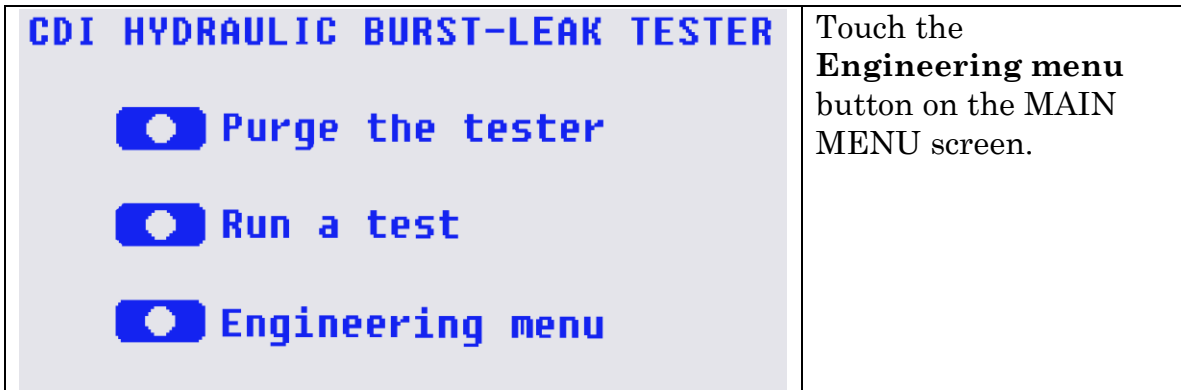 CDI HYDRAULIC BURST-LEAK TESTER
Purge the tester
Run a test
Engineering menu
Touch the
Engineering menu
button on the MAIN
MENU screen.